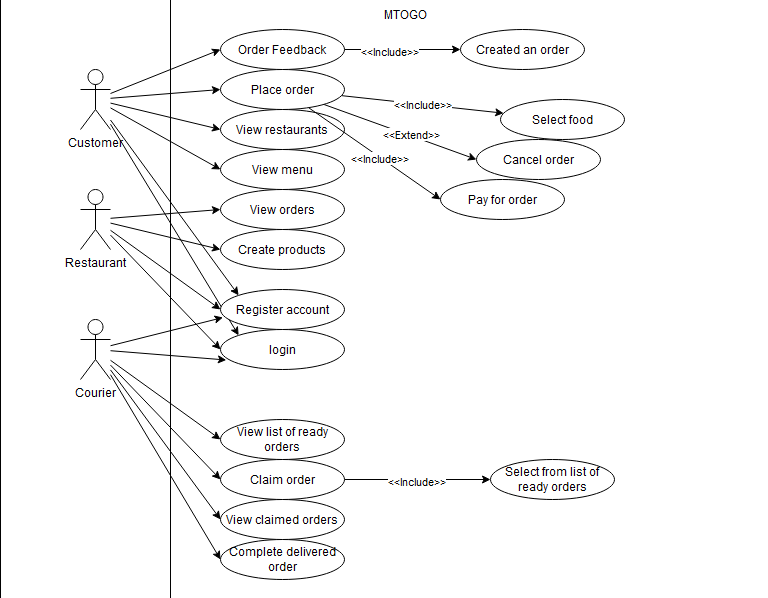 MTOGO
Order Feedback
<<Include>>
Created an order
Place order
<<Include>>
Select food
View restaurants
<<Extend>>
Customer
<<Include>>
Cancel order
View menu
Pay for order
View orders
Create products
Restaurant
Register account
login
Courier
View list of ready
orders
Claim order
<<Include>>
Select from list of
ready orders
View claimed orders
Complete delivered
order